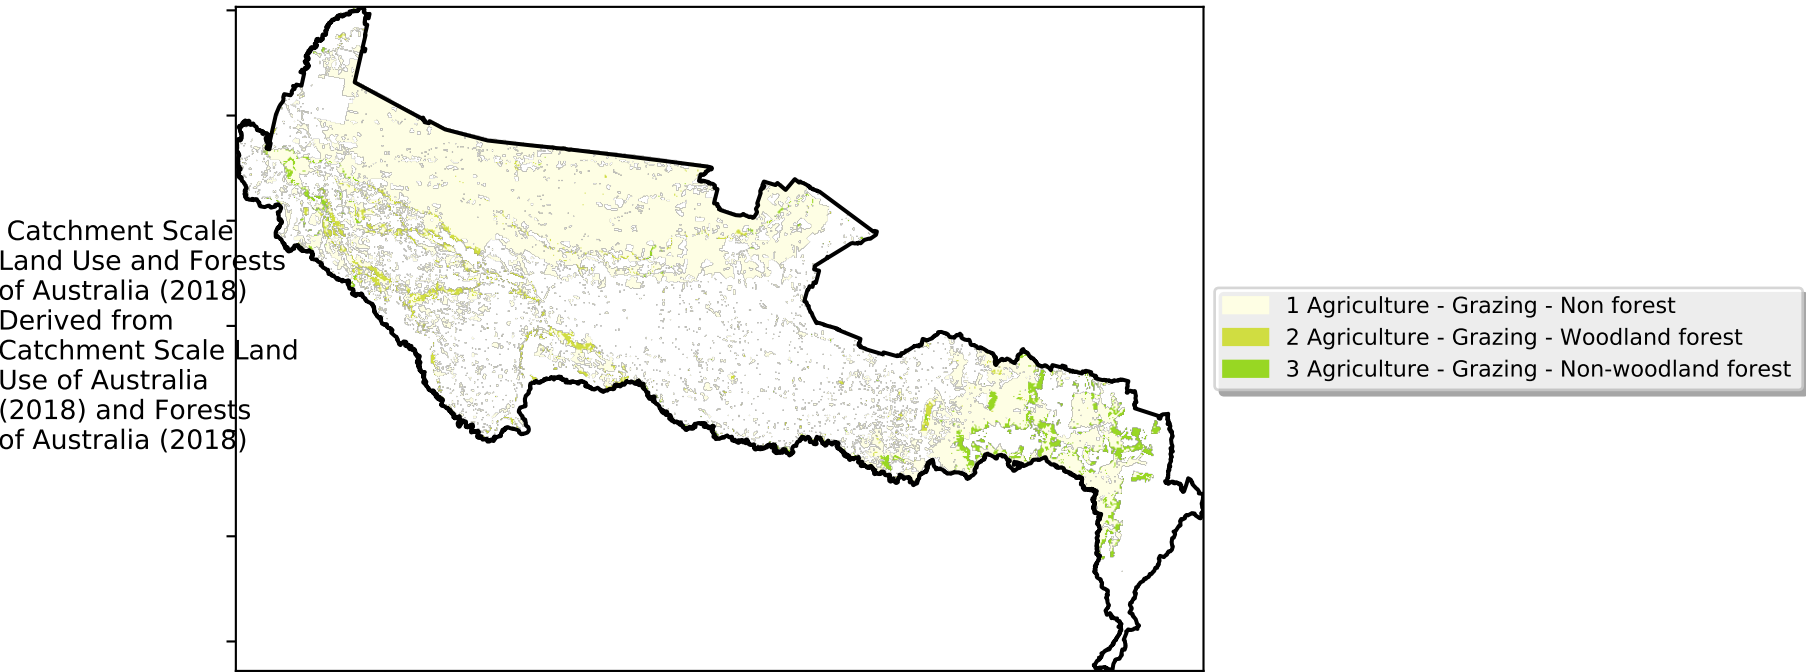 Catchment Scale
Land Use and Forests
of Australia (2018)
Derived from
Catchment Scale Land
Use of Australia
(2018) and Forests
of Australia (2018)
1 Agriculture - Grazing - Non forest
2 Agriculture - Grazing - Woodland forest
3 Agriculture - Grazing - Non-woodland forest